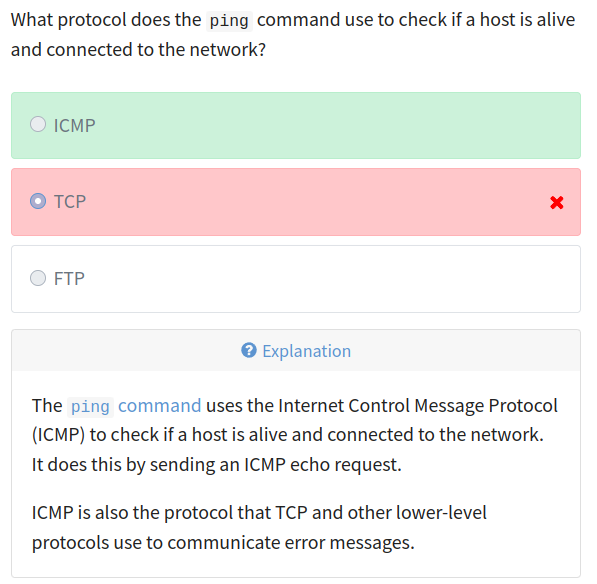 What protocol does the ping command use to check if a host is alive
and connected to the network?
ICMP
TCP
FTP
Explanation
The ping command uses the Internet Control Message Protocol
(ICMP) to check if a host is alive and connected to the network.
It does this by sending an ICMP echo request.
ICMP is also the protocol that TCP and other lower-level
protocols use to communicate error messages.